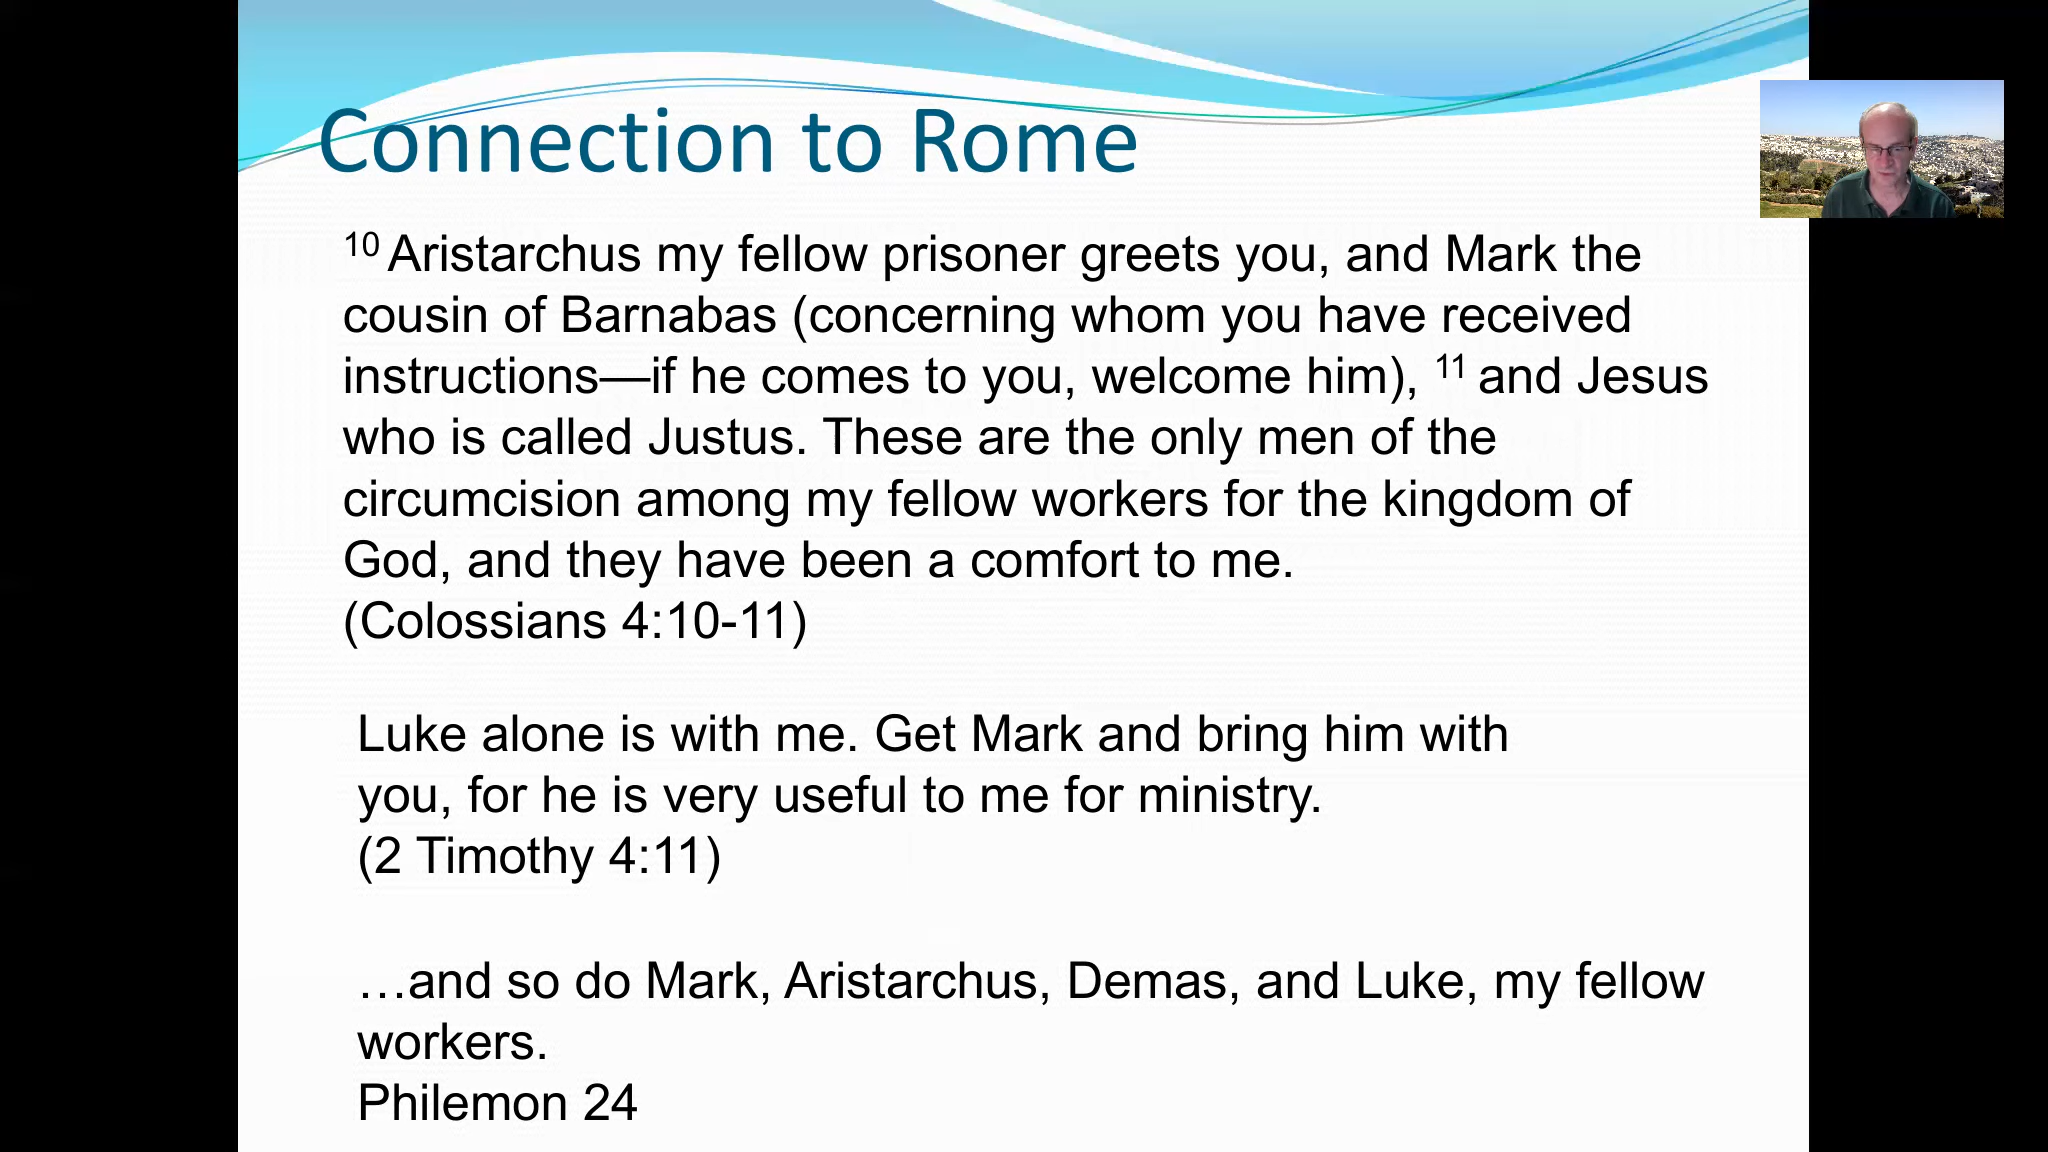 Connection to Rome
10 Aristarchus my fellow prisoner greets you, and Mark the
cousin of Barnabas (concerning whom you have received
instructions—if he comes to you, welcome him), 11 and Jesus
who is called Justus. These are the only men of the
circumcision among my fellow workers for the kingdom of
God, and they have been a comfort to me.
(Colossians 4:10-11)
Luke alone is with me. Get Mark and bring him with
you, for he is very useful to me for ministry.
(2 Timothy 4:11)
…and so do Mark, Aristarchus, Demas, and Luke, my fellow
workers.
Philemon 24